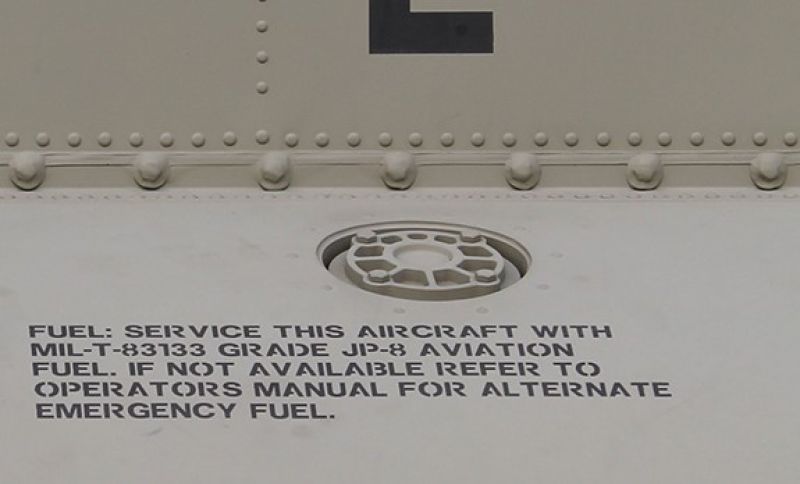 FUEL: SERVICE THIS AIRCRAFT WITH
MIL-T-83133 GRADE JP-8 AVIATION
FUEL. IF NOT AVAILABLE REFER TO
OPERATORS MANUAL FOR ALTERNATE
EMERGENCY FUEL.